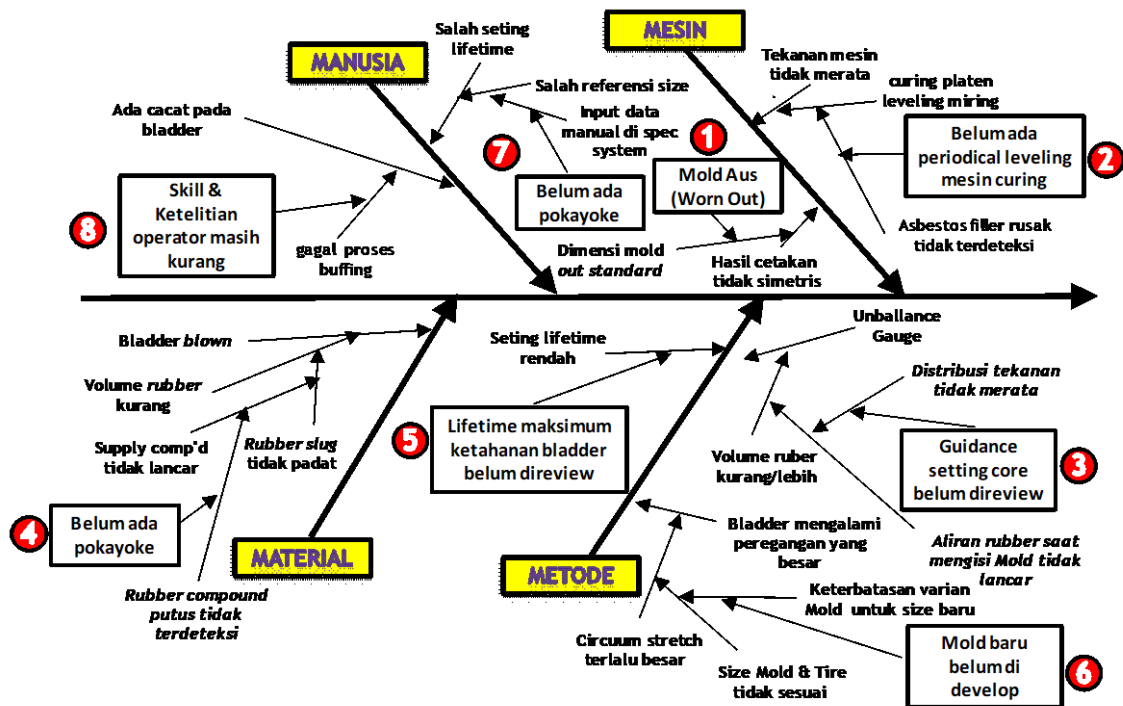 MANUSIA
Salah seting
lifetime
Salah referensi size
Input data
manual di spec
system
7
Belum ada
pokayoke
Ada cacat pada
bladder
8
Skill &
Ketelitian
operator masih
kurang
gagal proses
buffing
MESIN
Tekanan mesin
tidak merata
curing platen
leveling miring
Belum ada
periodical leveling
mesin curing
2
Asbestos filler rusak
tidak terdeteksi
1
Mold Aus
(Worn Out)
Dimensi mold
out standard
Hasil cetakan
tidak simetris
Bladder blown
Volume rubber
kurang
Supply comp'd
tidak lancar
Rubber slug
tidak padat
4
Belum ada
pokayoke
Rubber compound
putus tidak
terdeteksi
MATERIAL
Seting lifetime
rendah
5
Lifetime maksimum
ketahanan bladder
belum direview
Unballance
Gauge
Distribusi tekanan
tidak merata
Volume ruber
kurang/lebih
Guidance
setting core
belum direview
3
Aliran rubber saat
mengisi Mold tidak
lancar
Bladder mengalami
peregangan yang
besar
Keterbatasan varian
Mold untuk size baru
Circuum stretch
terlalu besar
Size Mold & Tire
tidak sesuai
Mold baru
belum di
develop
6
METODE